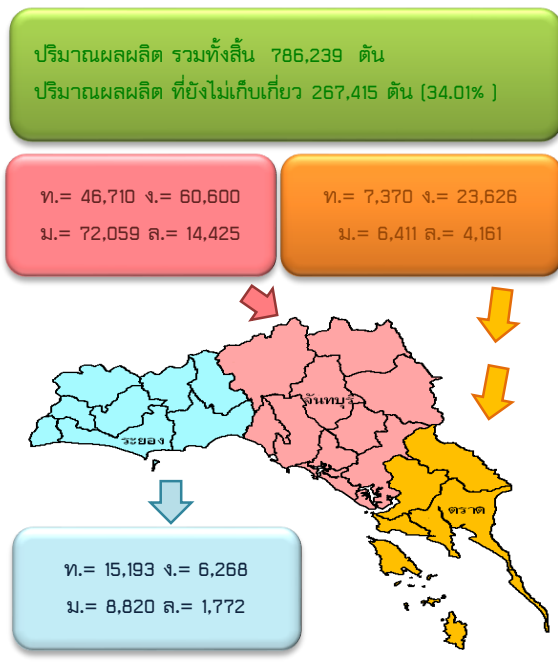 ปริมาณผลผลิต รวมทั้งสิ้น 786,239 ตัน
ปริมาณผลผลิต ที่ยังไม่เก็บเกี่ยว 267,415 ตัน (34.01% )
ท.= 46,710 ง.= 60,600
ม.= 72,059 ล.= 14,425
ท.= 7,370 ง.= 23,626
ม.= 6,411 ล.= 4,161
จันทบุรี
ระยอง
ตราด
ท.= 15,193 ง.= 6,268
ม.= 8,820 ล.= 1,772